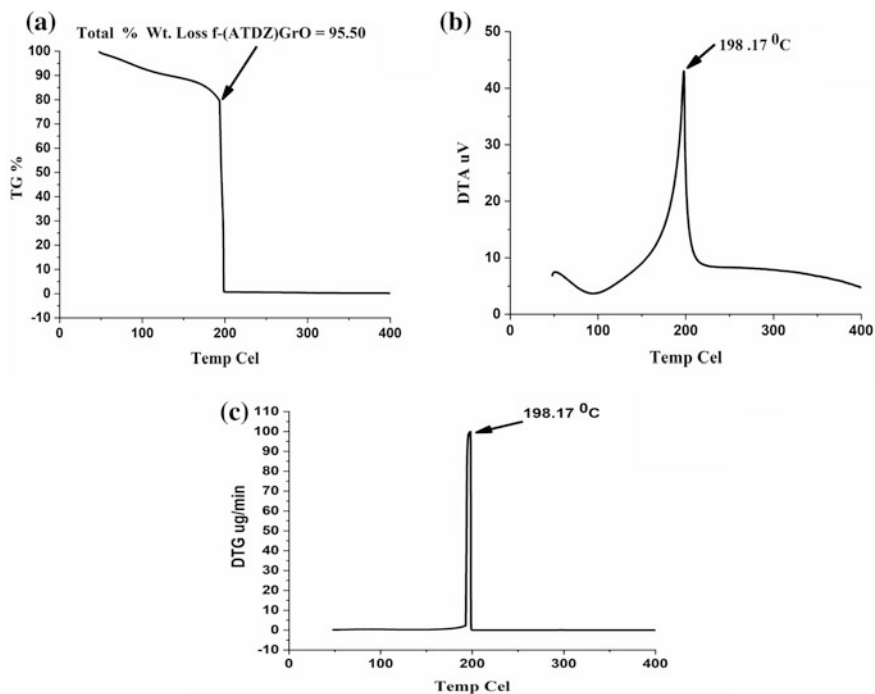 (a)
Total % Wt. Loss f-(ATDZ)GrO = 95.50
100
90
80
70
60
50
40
30
20
10
0
-10
TG %
0 100 200 300 400
Temp Cel
(b)
198 .17 ⁰C
50
40
30
20
10
0
DTA uV
0 100 200 300 400
Temp Cel
(c)
198.17 ⁰C
110
100
90
80
70
60
50
40
30
20
10
0
-10
DTG ug/min
0 100 200 300 400
Temp Cel